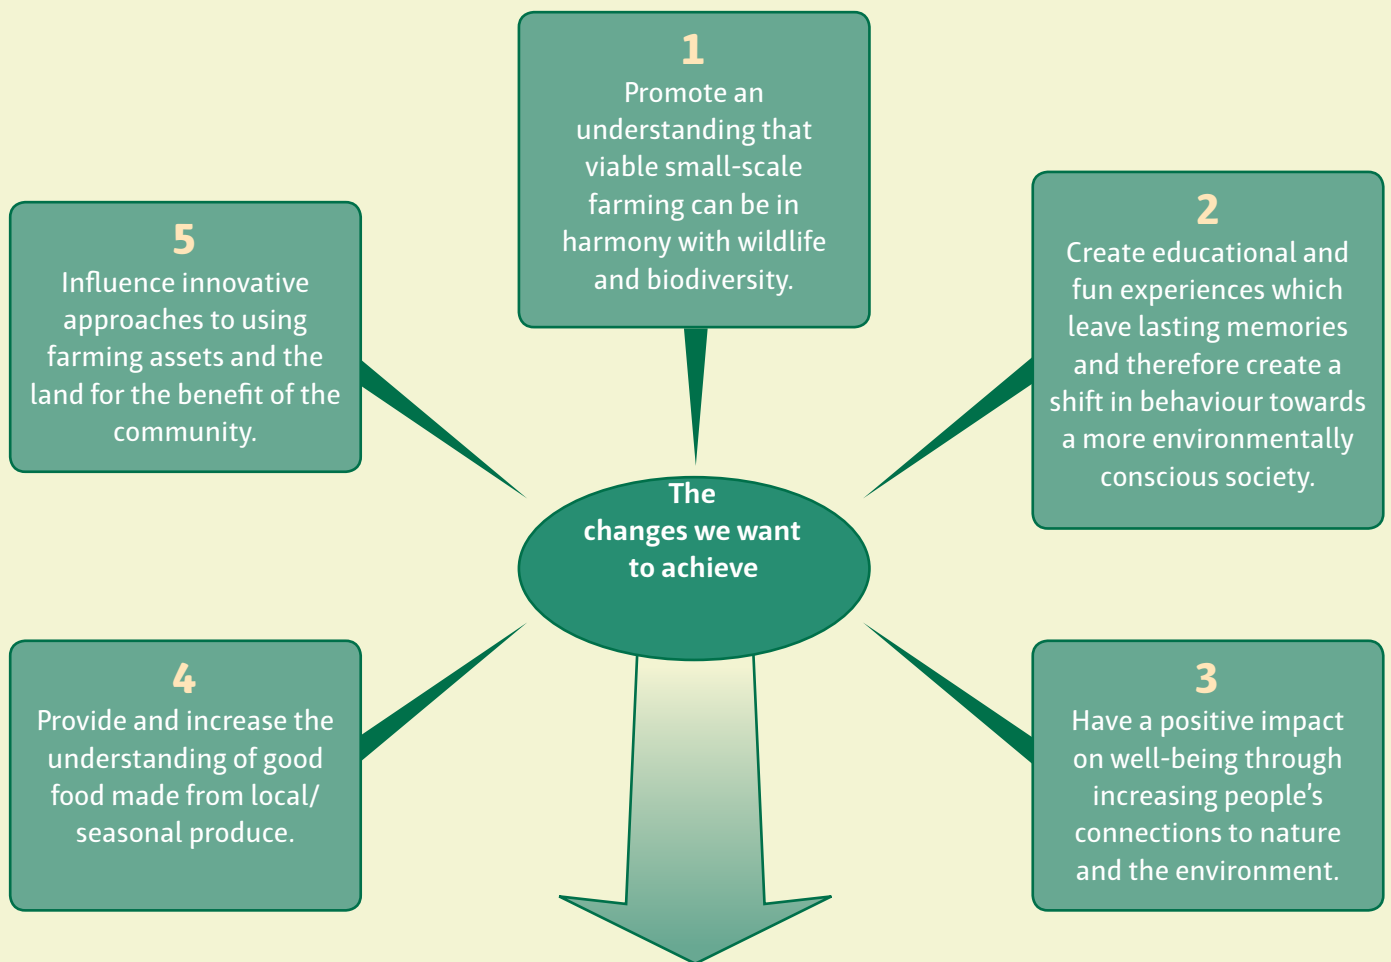 1
Promote an
understanding that
viable small-scale
farming can be in
harmony with wildlife
and biodiversity.
2
Create educational and
fun experiences which
leave lasting memories
and therefore create a
shift in behaviour towards
a more environmentally
conscious society.
3
Have a positive impact
on well-being through
increasing people’s
connections to nature
and the environment.
4
Provide and increase the
understanding of good
food made from local/
seasonal produce.
5
Influence innovative
approaches to using
farming assets and the
land for the benefit of the
community.
The
changes we want
to achieve